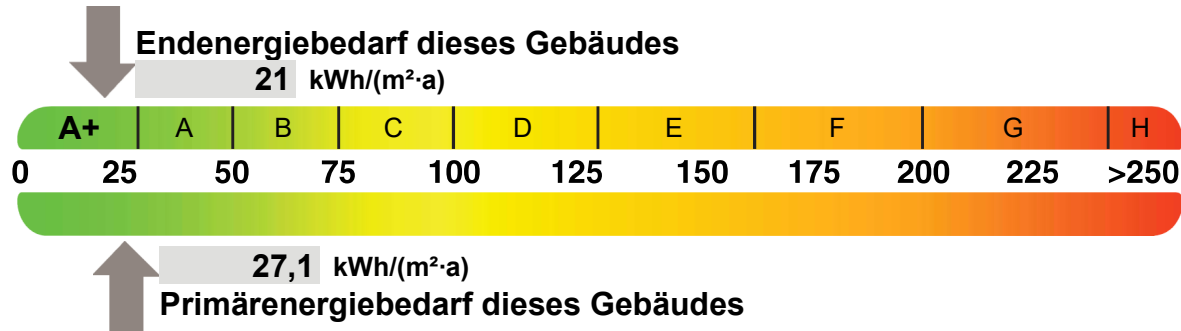 Endenergiebedarf dieses Gebäudes
21 kWh/(m²·a)
A+ A B C D E F G H
0 25 50 75 100 125 150 175 200 225 >250
27,1 kWh/(m²·a)
Primärenergiebedarf dieses Gebäudes